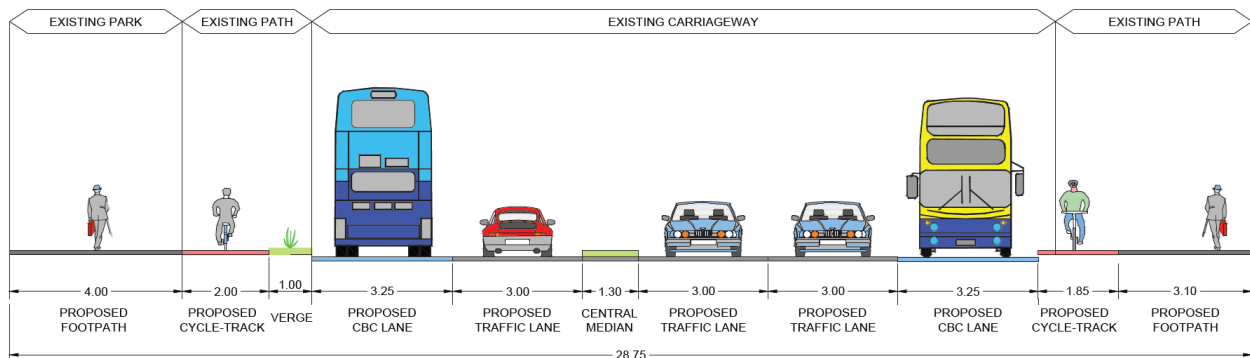 EXISTING PARK
EXISTING PATH
EXISTING CARRIAGEWAY
EXISTING PATH
4.00
2.00
1.00
3.25
3.00
1.30
3.00
3.00
3.25
1.85
3.10
PROPOSED
FOOTPATH
PROPOSED
CYCLE-TRACK
VERGE
PROPOSED
CBC LANE
PROPOSED
TRAFFIC LANE
CENTRAL
MEDIAN
PROPOSED
TRAFFIC LANE
PROPOSED
TRAFFIC LANE
PROPOSED
CBC LANE
PROPOSED
CYCLE-TRACK
PROPOSED
FOOTPATH
28.75